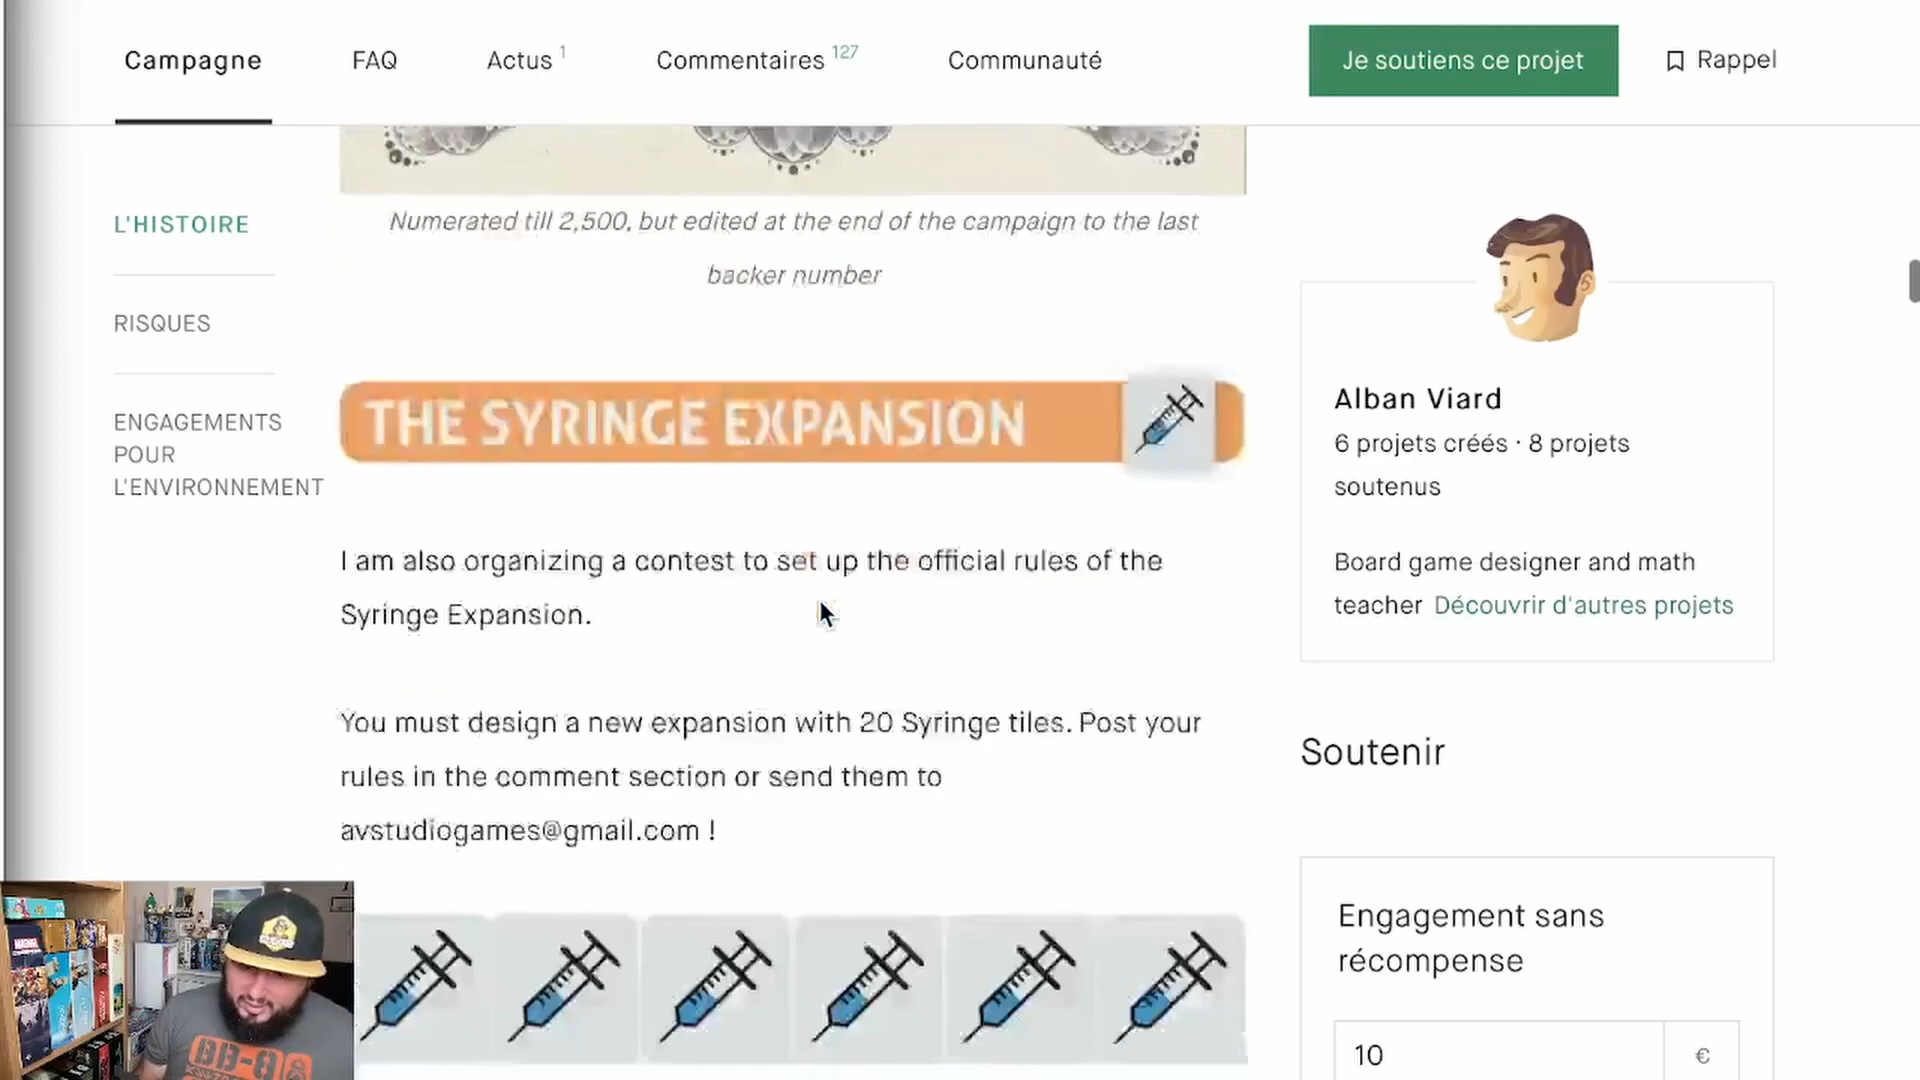 Campagne
FAQ
Actus 1
Commentaires 127
Communauté
Je soutiens ce projet
Rappel
L'HISTOIRE
RISQUES
ENGAGEMENTS
POUR
L'ENVIRONNEMENT
Numerated till 2,500, but edited at the end of the campaign to the last
backer number
THE SYRINGE EXPANSION
I am also organizing a contest to set up the official rules of the
Syringe Expansion.
You must design a new expansion with 20 Syringe tiles. Post your
rules in the comment section or send them to
avstudiogames@gmail.com !
Alban Viard
6 projets créés · 8 projets
soutenus
Board game designer and math
teacher Découvrir d'autres projets
Soutenir
Engagement sans
récompense
10 €
MARVEL
BB-8